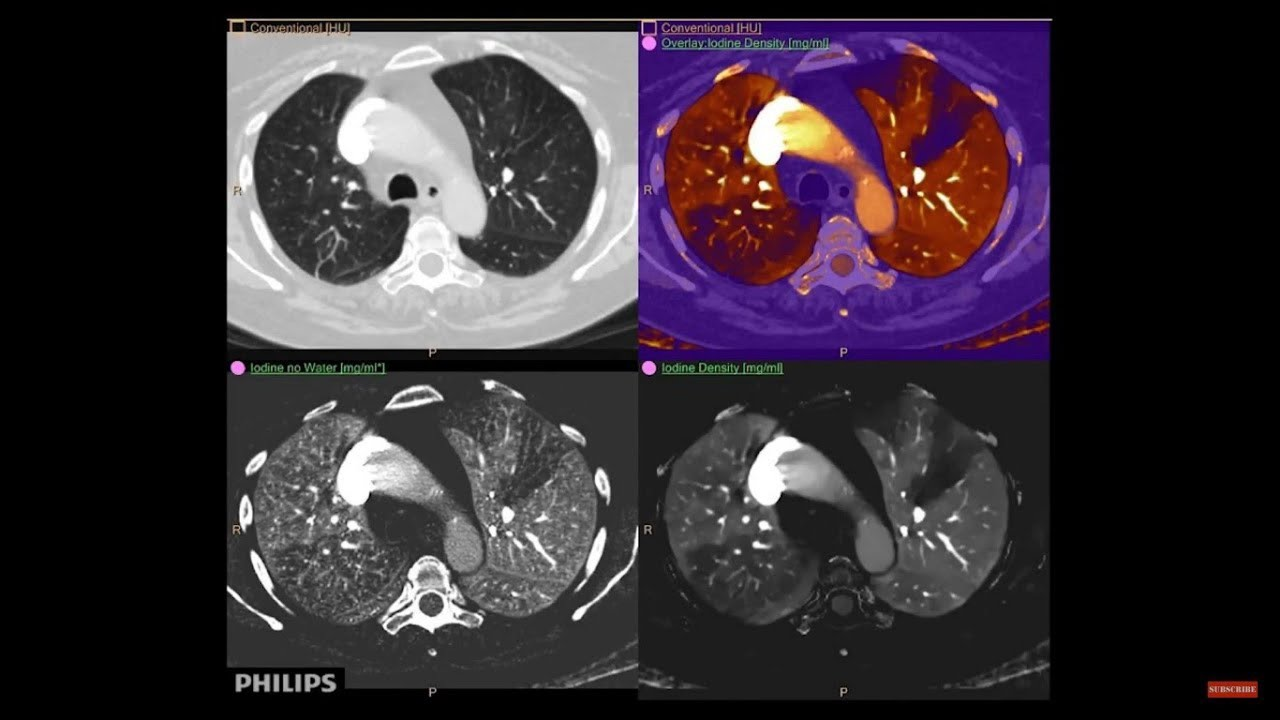 Conventional [HU]
Conventional [HU]
Overlay:Iodine Density [mg/ml]
R
R
P
P
Iodine no Water [mg/ml*]
Iodine Density [mg/ml]
R
R
PHILIPS
P
P
SUBSCRIBE